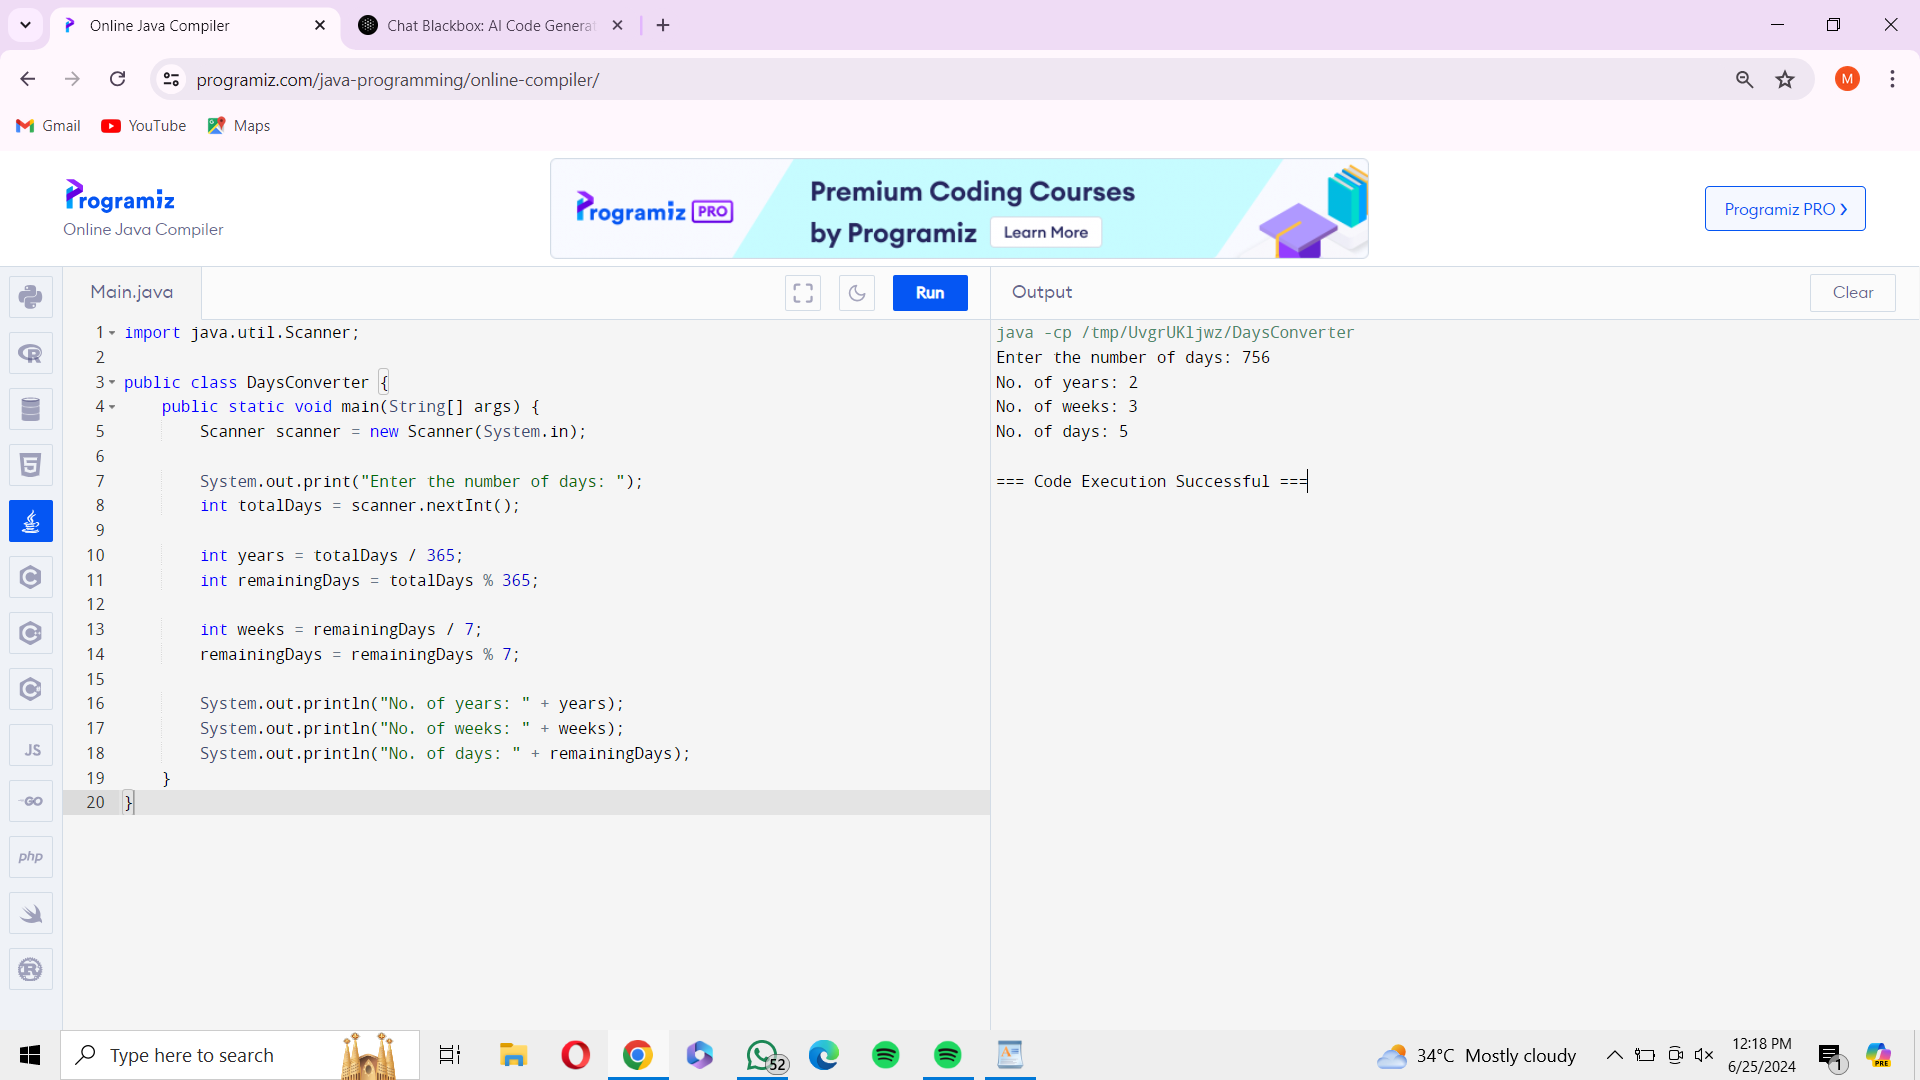 Online Java Compiler
Chat Blackbox: AI Code Generat
programiz.com/java-programming/online-compiler/
M
Gmail
YouTube
Maps
Programiz
Online Java Compiler
Programiz PRO
Premium Coding Courses
by Programiz
Learn More
Programiz PRO
Main.java
Run
Output
Clear
1 import java.util.Scanner;
2
3 public class DaysConverter {
4 public static void main(String[] args) {
5 Scanner scanner = new Scanner(System.in);
6
7 System.out.print("Enter the number of days: ");
8 int totalDays = scanner.nextInt();
9
10 int years = totalDays / 365;
11 int remainingDays = totalDays % 365;
12
13 int weeks = remainingDays / 7;
14 remainingDays = remainingDays % 7;
15
16 System.out.println("No. of years: " + years);
17 System.out.println("No. of weeks: " + weeks);
18 System.out.println("No. of days: " + remainingDays);
19 }
20 }
java -cp /tmp/UvgrUKljwz/DaysConverter
Enter the number of days: 756
No. of years: 2
No. of weeks: 3
No. of days: 5
=== Code Execution Successful ===
R
5
C
C
C
JS
GO
php
R
Type here to search
52
34°C Mostly cloudy
12:18 PM
6/25/2024
1
PRE